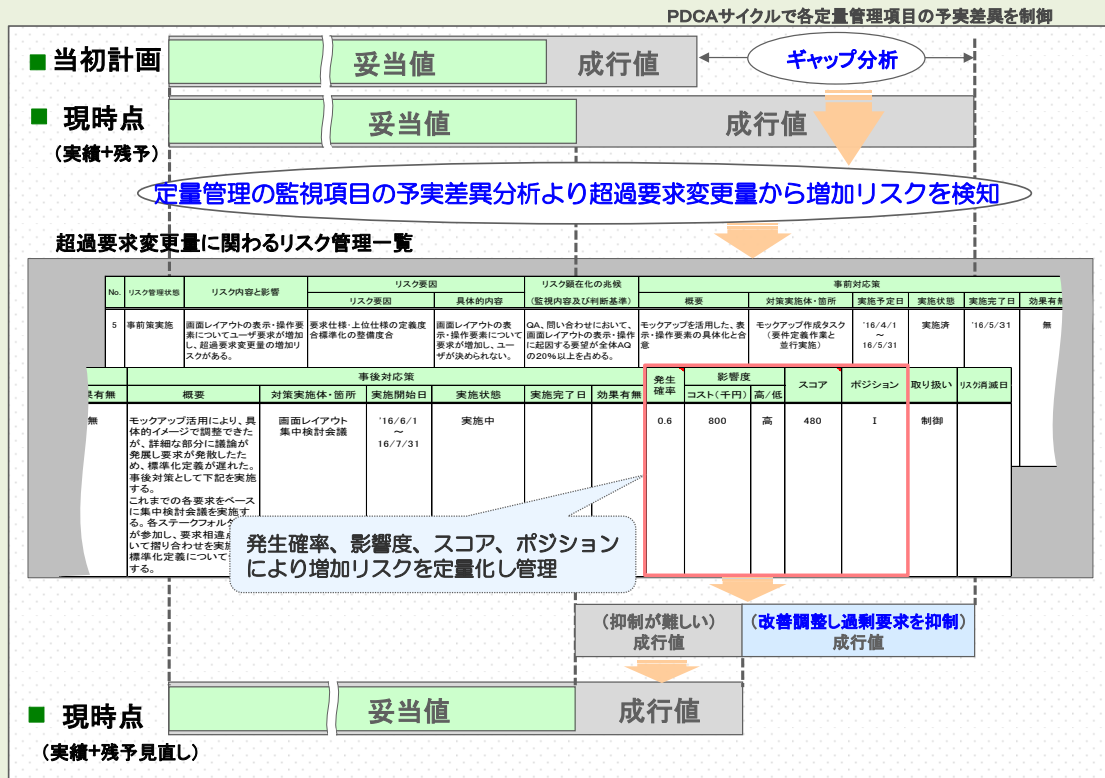 PDCAサイクルで各定量管理項目の予実差異を制御
■当初計画
妥当値
成行値
ギャップ分析
■ 現時点
(実績+残予)
妥当値
成行値
定量管理の監視項目の予実差異分析より超過要求変更量から増加リスクを検知
超過要求変更量に関わるリスク管理一覧
No.
リスク管理状態
リスク内容と影響
リスク要因
リスク要因
具体的内容
リスク顕在化の兆候
(監視内容及び判断基準)
事前対応策
概要
対策実施体・箇所
実施予定日
実施状態
実施完了日
効果有無
5
事前策実施
画面レイアウトの表示・操作要
素についてユーザ要求が増加
し、超過要求変更量の増加リ
スクがある。
要求仕様・上位仕様の定義度
合標準化の整備度合
画面レイアウトの表
示・操作要素について
要求が増加し、ユー
ザが決められない。
QA、問い合わせにおいて、
画面レイアウトの表示・操作
に起因する要望が全体AQ
の20%以上を占める。
モックアップを活用した、表
示・操作要素の具体化と合
意
モックアップ作成タスク
(要件定義作業と
並行実施)
'16/4/1
～
16/5/31
実施済
'16/5/31
無
事後対応策
果有無
概要
対策実施体・箇所
実施開始日
実施状態
実施完了日
効果有無
発生
確率
影響度
コスト(千円)
高/低
スコア
ポジション
取り扱い
リスク消滅日
無
モックアップ活用により、具
体的イメージで調整できた
が、詳細な部分に議論が
発展し要求が発散したた
め、標準化定義が遅れた。
事後対策として下記を実施
する。
これまでの各要求をベース
に集中検討会議を実施す
る。各ステークフォルダ
が参加し、要求相違点
いて摺り合わせを実施
標準化定義について
する。
画面レイアウト
集中検討会議
'16/6/1
～
16/7/31
実施中
0.6
800
高
480
I
制御
発生確率、影響度、スコア、ポジション
により増加リスクを定量化し管理
(抑制が難しい)
成行値
(改善調整し過剰要求を抑制)
成行値
■ 現時点
(実績+残予見直し)
妥当値
成行値